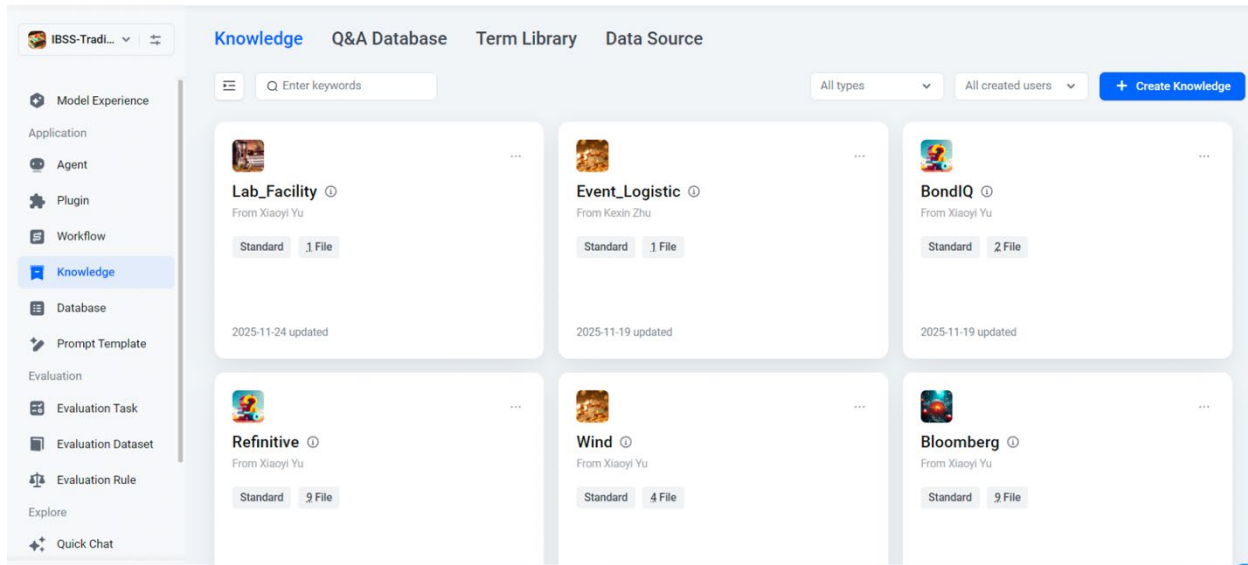 IBSS-Tradi...
Knowledge Q&A Database Term Library Data Source
Enter keywords
All types
All created users
+ Create Knowledge
Model Experience
Application
Agent
Plugin
Workflow
Knowledge
Database
Prompt Template
Evaluation
Evaluation Task
Evaluation Dataset
Evaluation Rule
Explore
Quick Chat
Lab_Facility
From Xiaoyi Yu
Standard 1 File
2025-11-24 updated
Event_Logistic
From Kexin Zhu
Standard 1 File
2025-11-19 updated
BondIQ
From Xiaoyi Yu
Standard 2 File
2025-11-19 updated
Refinitive
From Xiaoyi Yu
Standard 9 File
Wind
From Xiaoyi Yu
Standard 4 File
Bloomberg
From Xiaoyi Yu
Standard 9 File